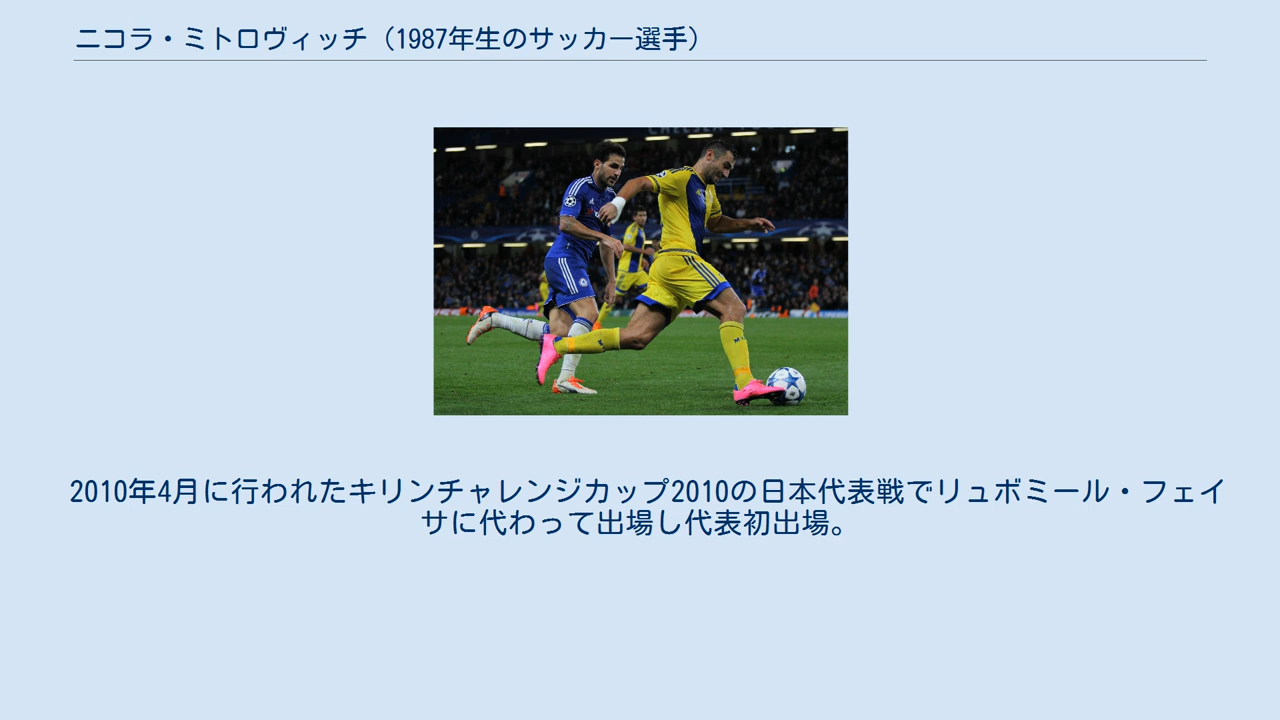 ニコラ・ミトロヴィッチ（1987年生のサッカー選手）
2010年4月に行われたキリンチャレンジカップ2010の日本代表戦でリュボミール・フェイ
サに代わって出場し代表初出場。